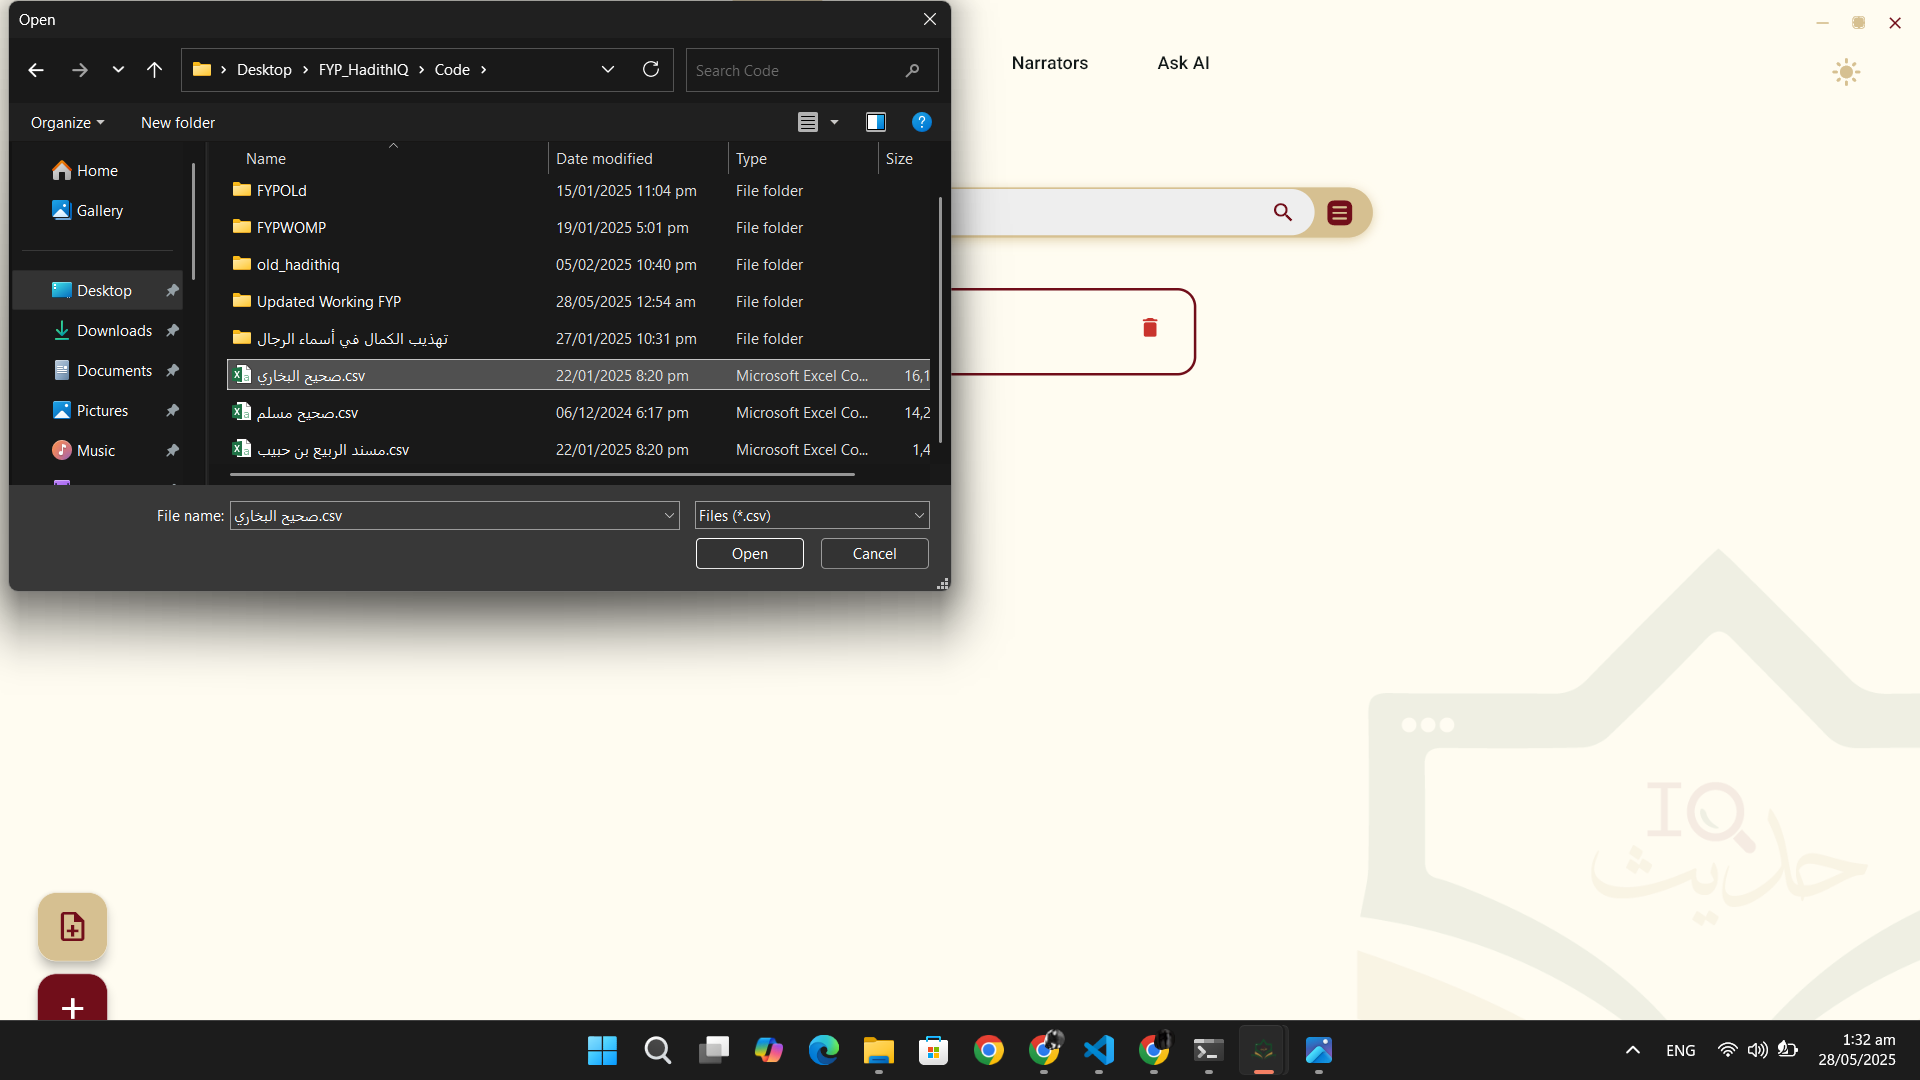 Open
Desktop > FYP_HadithIQ > Code >
Search Code
Narrators
Ask AI
Organize
New folder
Name
Date modified
Type
Size
Home
Gallery
Desktop
Downloads
Documents
Pictures
Music
FYPOLd 15/01/2025 11:04 pm File folder
FYPWOMP 19/01/2025 5:01 pm File folder
old_hadithiq 05/02/2025 10:40 pm File folder
Updated Working FYP 28/05/2025 12:54 am File folder
تهذيب الكمال في أسماء الرجال 27/01/2025 10:31 pm File folder
صحيح البخاري.csv 22/01/2025 8:20 pm Microsoft Excel Co... 16,1
صحيح مسلم.csv 06/12/2024 6:17 pm Microsoft Excel Co... 14,2
مسند الربيع بن حبيب.csv 22/01/2025 8:20 pm Microsoft Excel Co... 1,4
File name: صحيح البخاري.csv
Files (*.csv)
Open
Cancel
IQ
حديث
ENG
1:32 am
28/05/2025